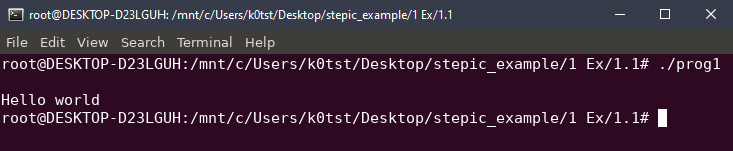 root@DESKTOP-D23LGUH: /mnt/c/Users/k0tst/Desktop/stepic_example/1 Ex/1.1
File Edit View Search Terminal Help
root@DESKTOP-D23LGUH:/mnt/c/Users/k0tst/Desktop/stepic_example/1 Ex/1.1# ./prog1
Hello world
root@DESKTOP-D23LGUH:/mnt/c/Users/k0tst/Desktop/stepic_example/1 Ex/1.1#